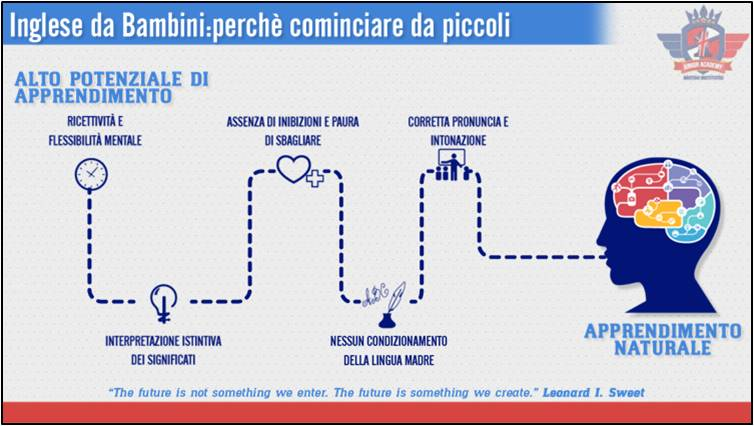 Inglese da Bambini:perchè cominciare da piccoli
JUNIOR ACADEMY
BRITISH INSTITUTES
ALTO POTENZIALE DI
APPRENDIMENTO
RICETTIVITÀ E
FLESSIBILITÀ MENTALE
ASSENZA DI INIBIZIONI E PAURA
DI SBAGLIARE
CORRETTA PRONUNCIA E
INTONAZIONE
INTERPRETAZIONE ISTINTIVA
DEI SIGNIFICATI
NESSUN CONDIZIONAMENTO
DELLA LINGUA MADRE
APPRENDIMENTO
NATURALE
“The future is not something we enter. The future is something we create.” Leonard I. Sweet